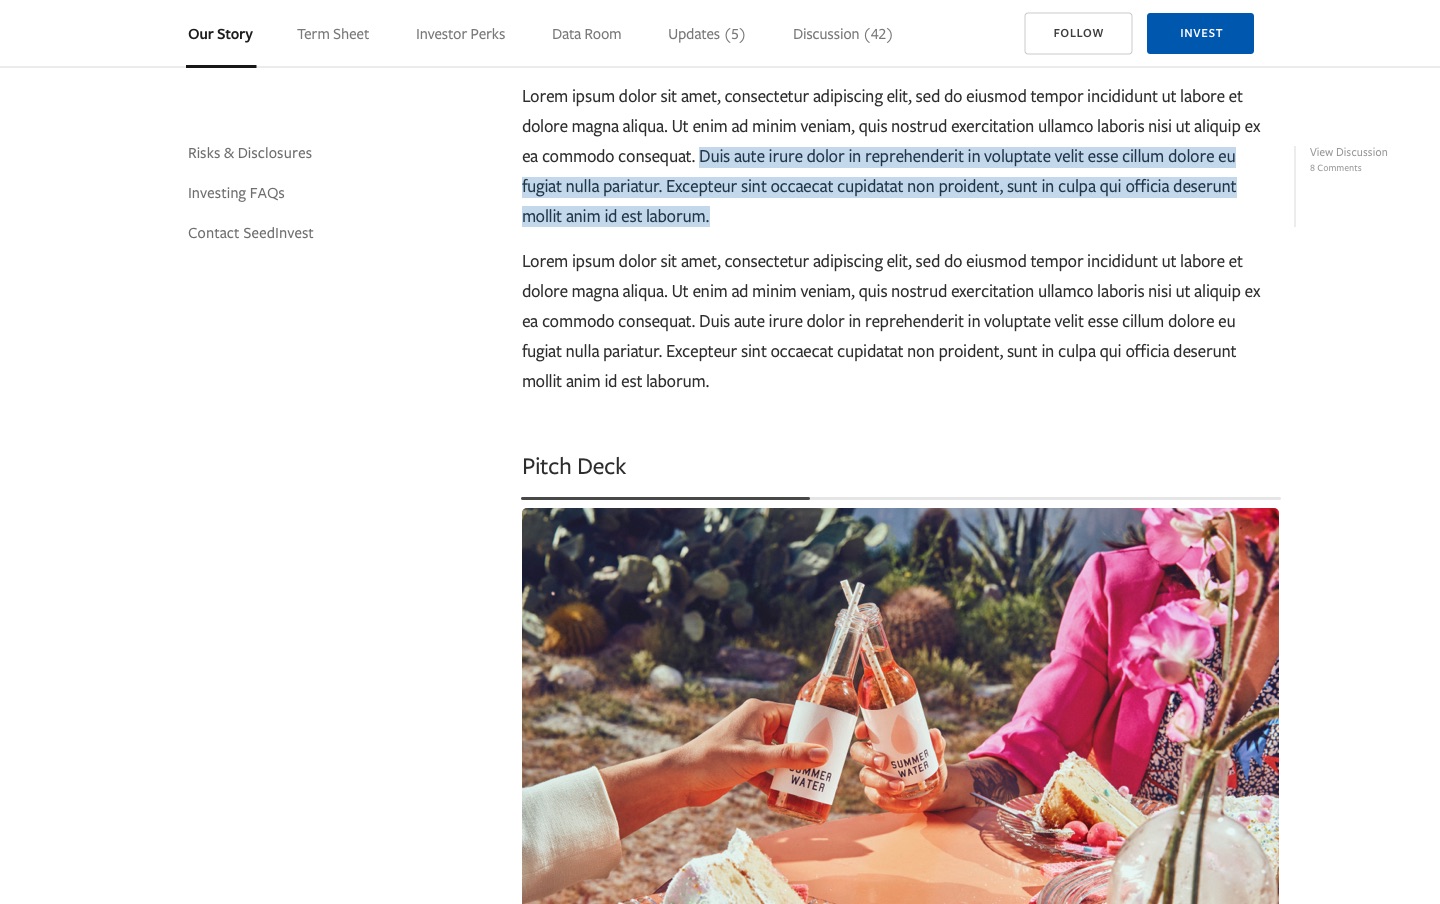 Our Story
Term Sheet
Investor Perks
Data Room
Updates (5)
Discussion (42)
FOLLOW
INVEST
Risks & Disclosures
Investing FAQs
Contact SeedInvest
Lorem ipsum dolor sit amet, consectetur adipiscing elit, sed do eiusmod tempor incididunt ut labore et
dolore magna aliqua. Ut enim ad minim veniam, quis nostrud exercitation ullamco laboris nisi ut aliquip ex
ea commodo consequat. Duis aute irure dolor in reprehenderit in voluptate velit esse cillum dolore eu
fugiat nulla pariatur. Excepteur sint occaecat cupidatat non proident, sunt in culpa qui officia deserunt
mollit anim id est laborum.
View Discussion
8 Comments
Lorem ipsum dolor sit amet, consectetur adipiscing elit, sed do eiusmod tempor incididunt ut labore et
dolore magna aliqua. Ut enim ad minim veniam, quis nostrud exercitation ullamco laboris nisi ut aliquip ex
ea commodo consequat. Duis aute irure dolor in reprehenderit in voluptate velit esse cillum dolore eu
fugiat nulla pariatur. Excepteur sint occaecat cupidatat non proident, sunt in culpa qui officia deserunt
mollit anim id est laborum.
Pitch Deck
SUMMER
WATER
SUMMER
WATER